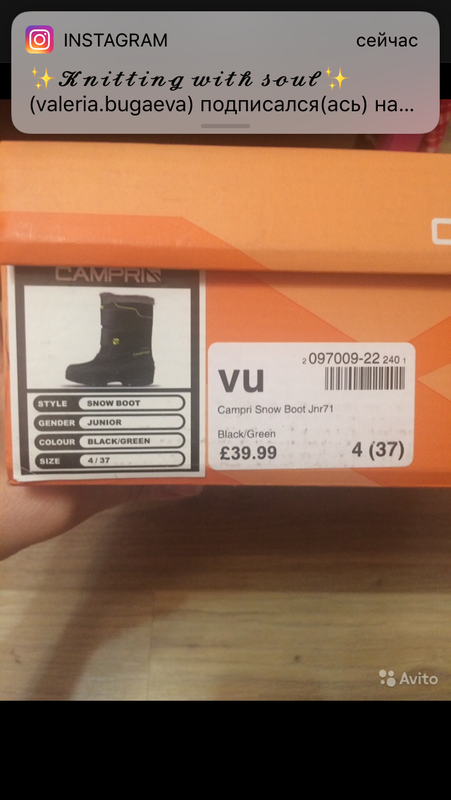 INSTAGRAM
сейчас
✨𝓚𝓷𝓲𝓽𝓽𝓲𝓷𝓰 𝔀𝓲𝓽𝓱 𝓼𝓸𝓾𝓵✨
(valeria.bugaeva) подписался(ась) на...
CAMPRI
STYLE SNOW BOOT
GENDER JUNIOR
COLOUR BLACK/GREEN
SIZE 4/37
vu
2 097009-22 240 1
Campri Snow Boot Jnr71
Black/Green
£39.99
4 (37)
Avito